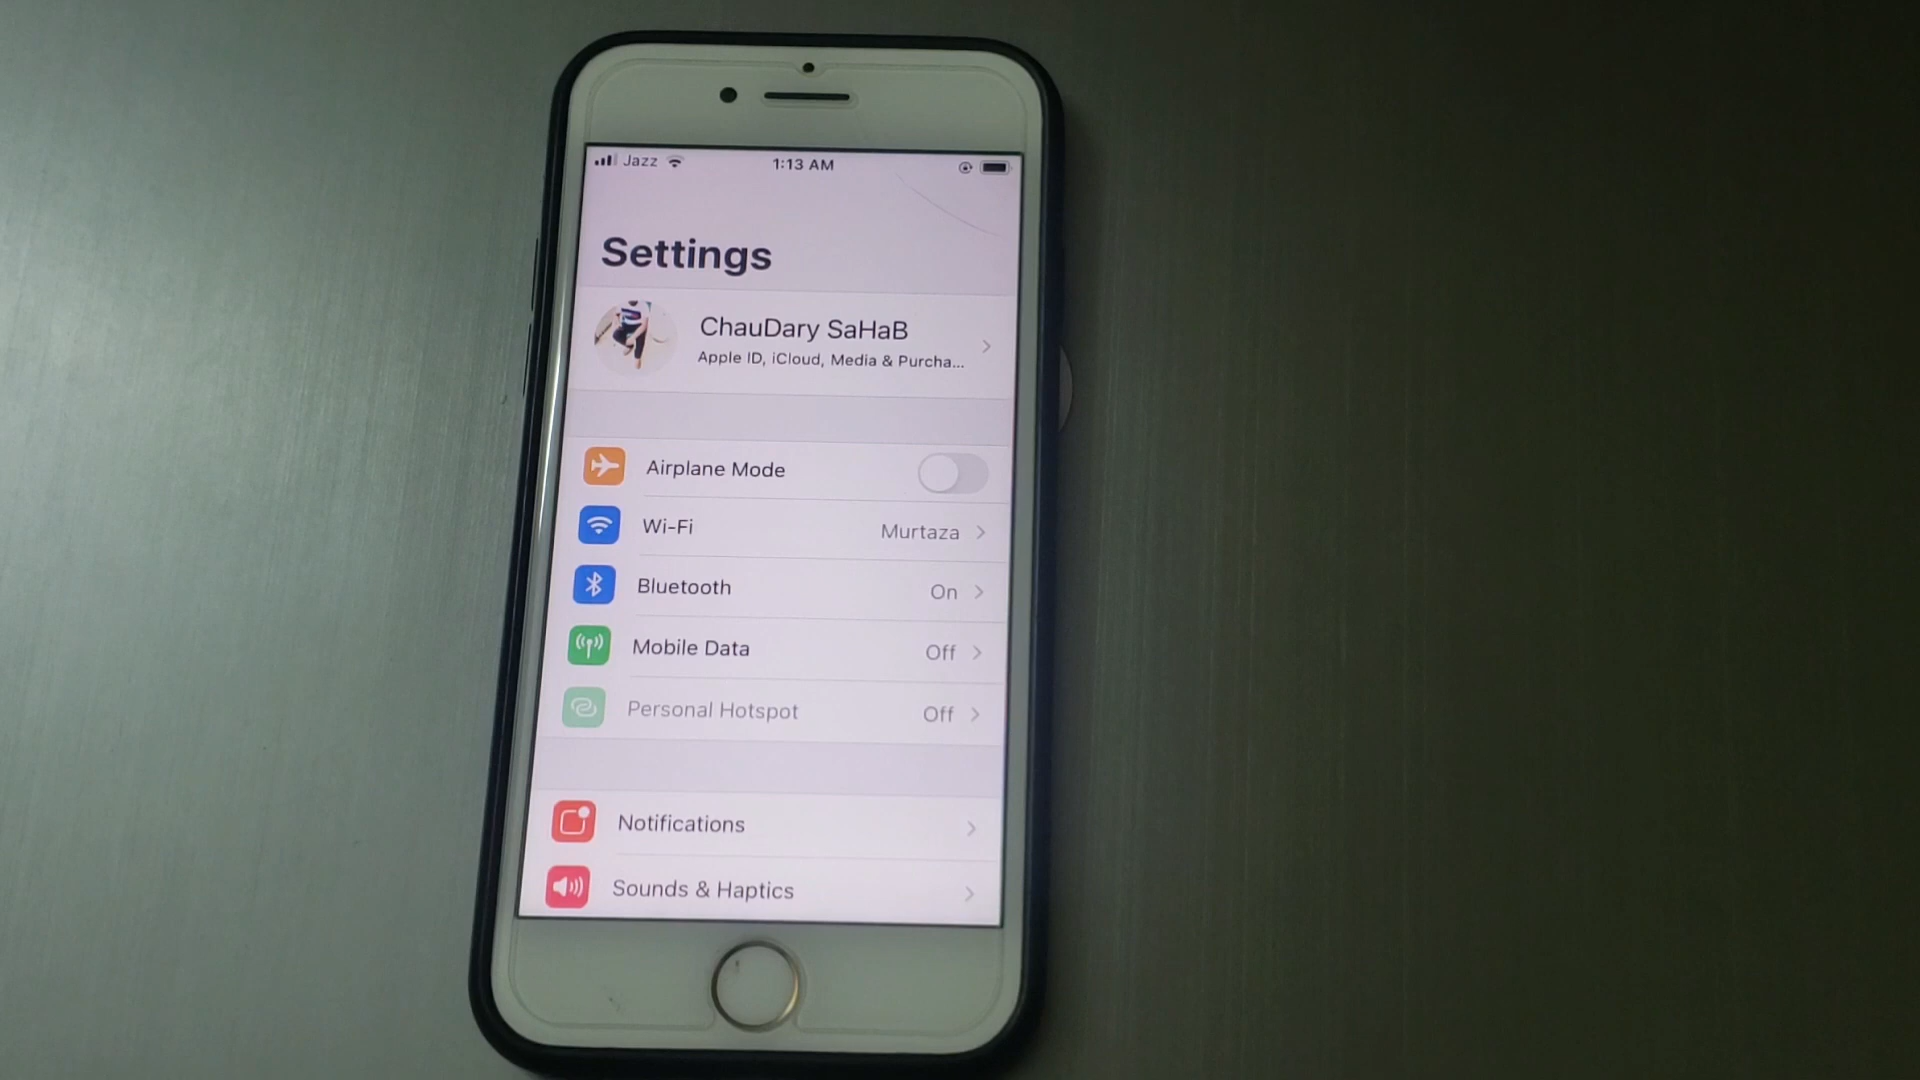 Jazz 1:13 AM
Settings
ChauDary SaHaB
Apple ID, iCloud, Media & Purcha...
Airplane Mode
Wi-Fi Murtaza
Bluetooth On
Mobile Data Off
Personal Hotspot Off
Notifications
Sounds & Haptics